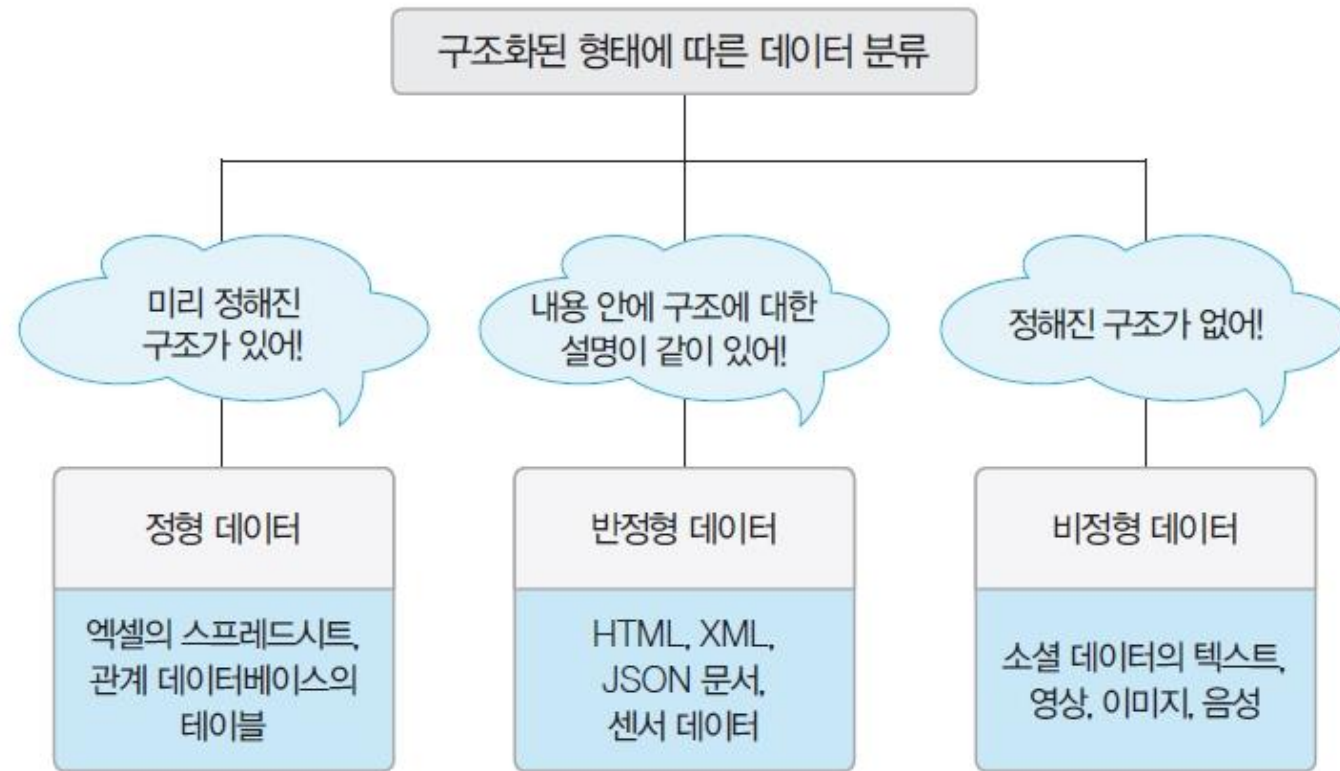 구조화된 형태에 따른 데이터 분류
미리 정해진
구조가 있어!
내용 안에 구조에 대한
설명이 같이 있어!
정해진 구조가 없어!
정형 데이터
반정형 데이터
비정형 데이터
엑셀의 스프레드시트,
관계 데이터베이스의
테이블
HTML, XML,
JSON 문서,
센서 데이터
소셜 데이터의 텍스트,
영상, 이미지, 음성